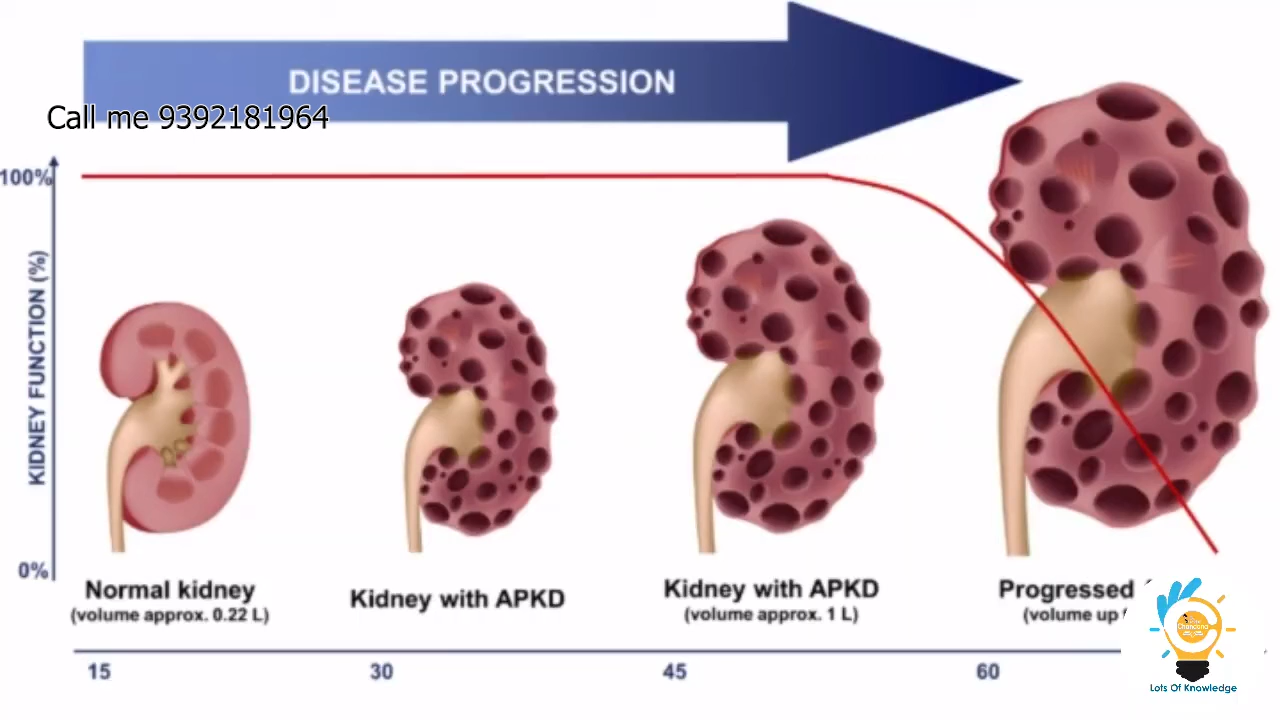 DISEASE PROGRESSION
Call me 9392181964
100%
KIDNEY FUNCTION (%)
0%
Normal kidney
(volume approx. 0.22 L)
Kidney with APKD
Kidney with APKD
(volume approx. 1 L)
Progressed
(volume up
15
30
45
60
Lots Of Knowledge